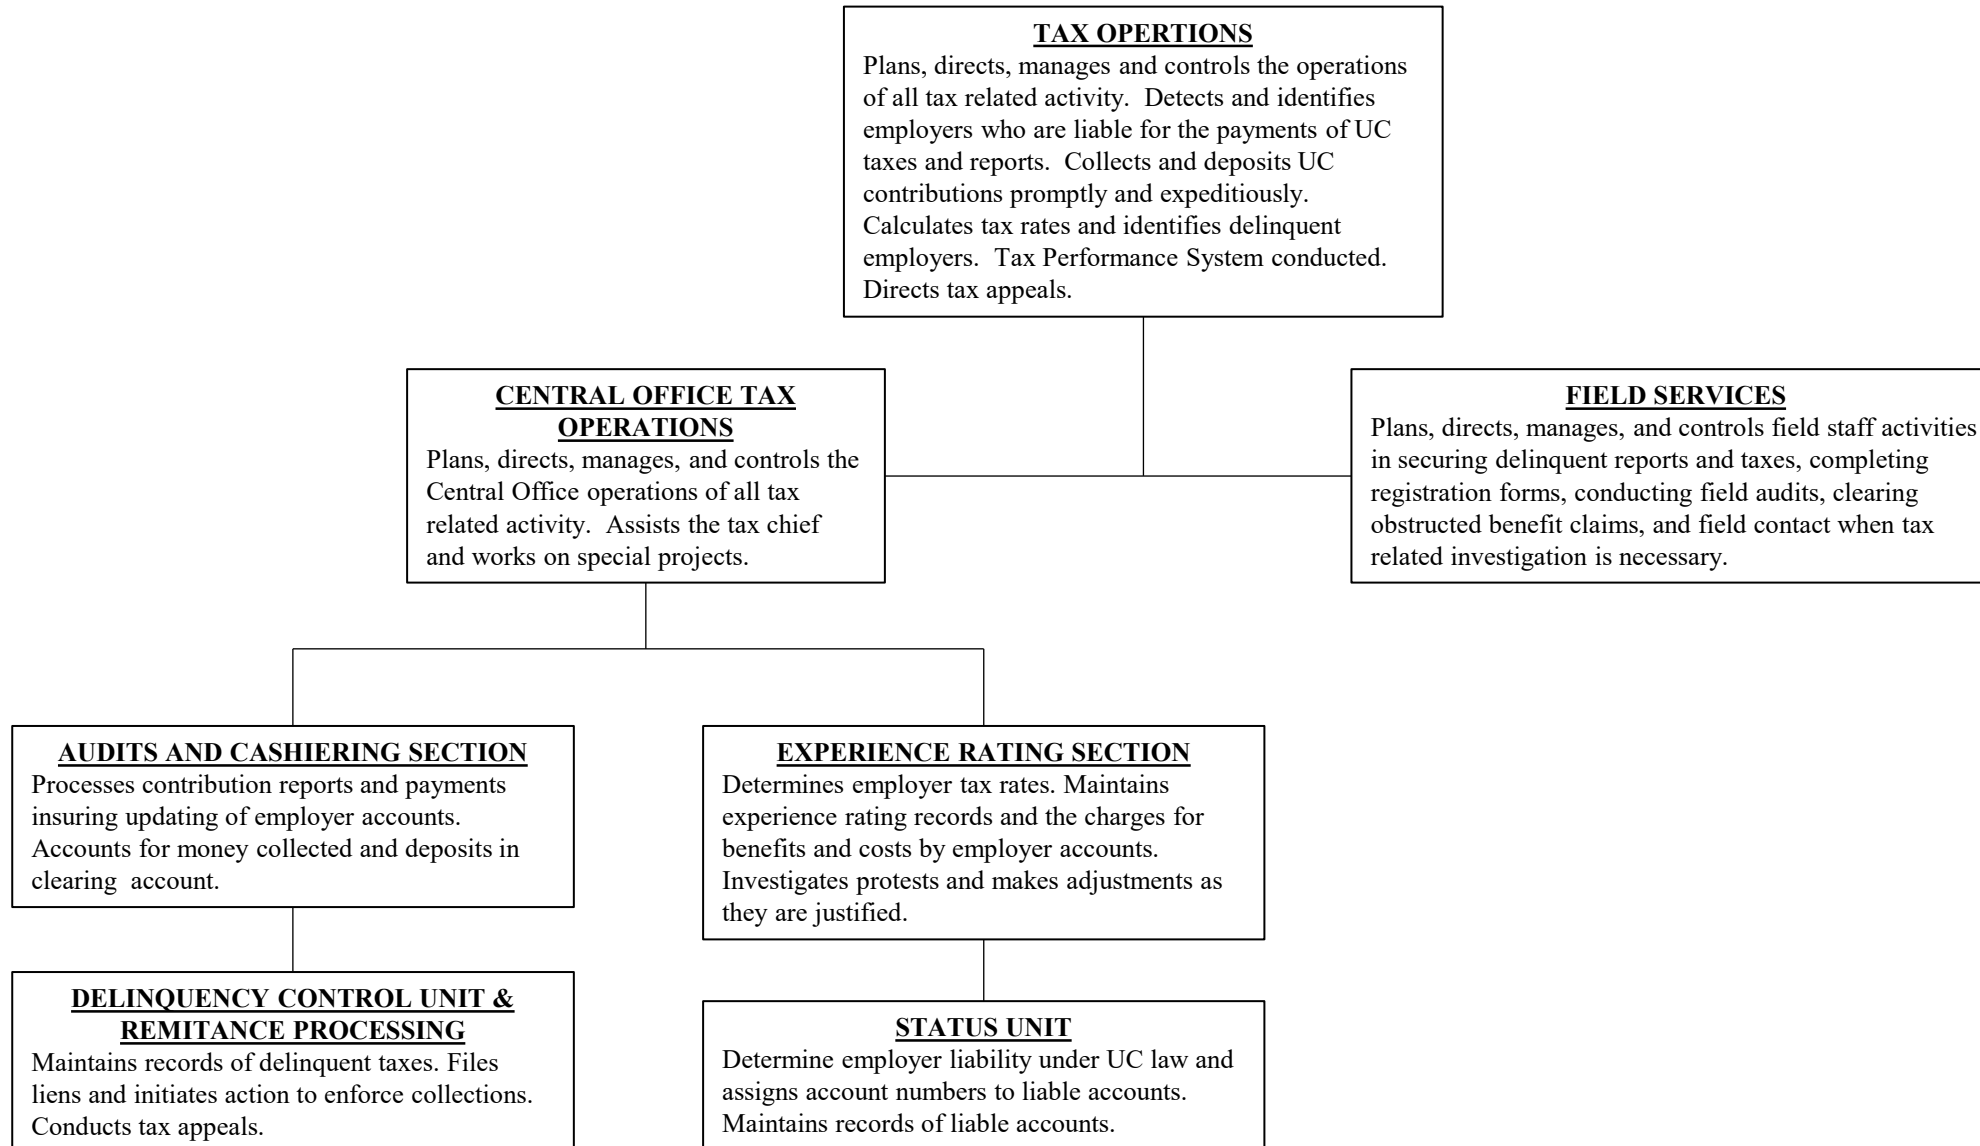 TAX OPERTIONS
Plans, directs, manages and controls the operations
of all tax related activity.  Detects and identifies
employers who are liable for the payments of UC
taxes and reports.  Collects and deposits UC
contributions promptly and expeditiously.
Calculates tax rates and identifies delinquent
employers.  Tax Performance System conducted.
Directs tax appeals.
CENTRAL OFFICE TAX
OPERATIONS
Plans, directs, manages, and controls the
Central Office operations of all tax
related activity.  Assists the tax chief
and works on special projects.
FIELD SERVICES
Plans, directs, manages, and controls field staff activities
in securing delinquent reports and taxes, completing
registration forms, conducting field audits, clearing
obstructed benefit claims, and field contact when tax
related investigation is necessary.
AUDITS AND CASHIERING SECTION
Processes contribution reports and payments
insuring updating of employer accounts.
Accounts for money collected and deposits in
clearing  account.
EXPERIENCE RATING SECTION
Determines employer tax rates. Maintains
experience rating records and the charges for
benefits and costs by employer accounts.
Investigates protests and makes adjustments as
they are justified.
DELINQUENCY CONTROL UNIT &
REMITANCE PROCESSING
Maintains records of delinquent taxes. Files
liens and initiates action to enforce collections.
Conducts tax appeals.
STATUS UNIT
Determine employer liability under UC law and
assigns account numbers to liable accounts.
Maintains records of liable accounts.